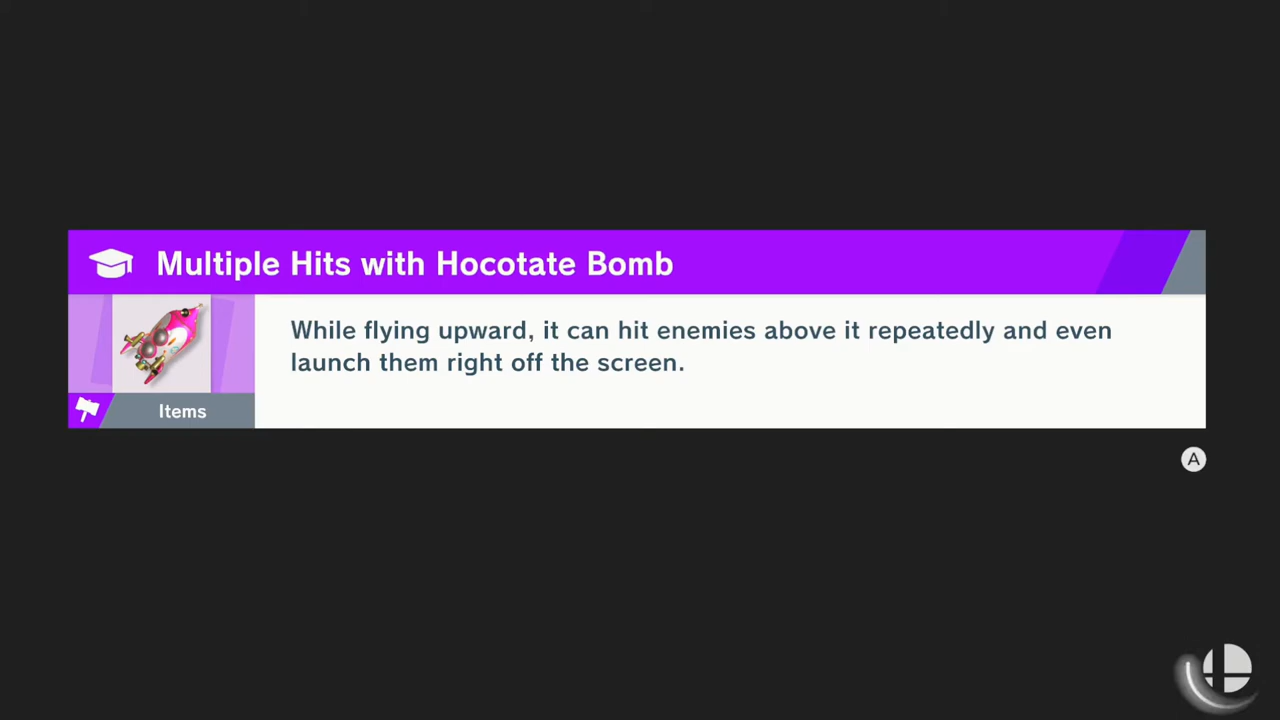 Multiple Hits with Hocotate Bomb
While flying upward, it can hit enemies above it repeatedly and even
launch them right off the screen.
Items
A